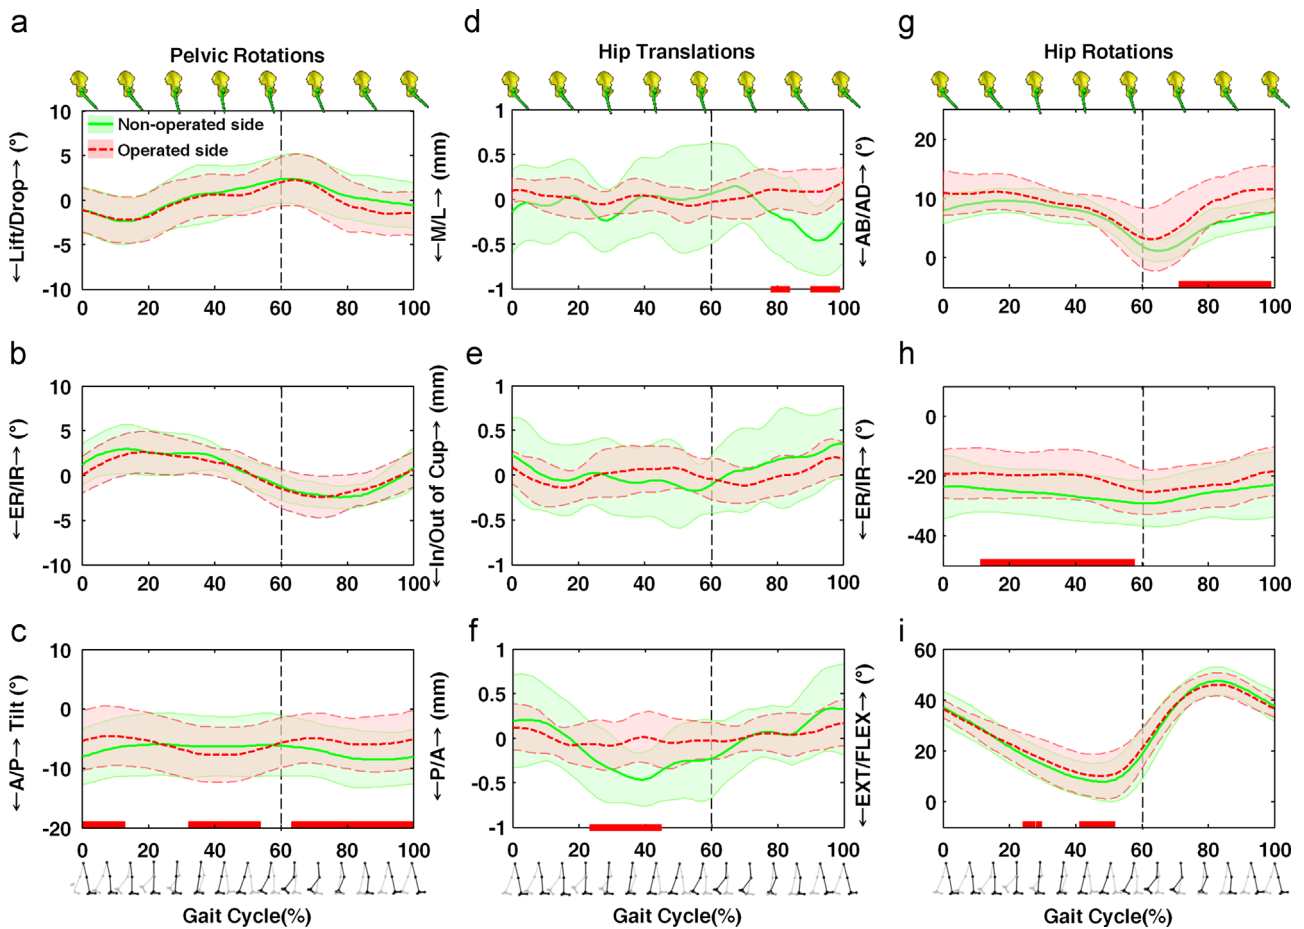 a
Pelvic Rotations
←Lift/Drop→ (°)
10
5
0
-5
-10
Non-operated side
Operated side
0 20 40 60 80 100
d
Hip Translations
←M/L→ (mm)
1
0.5
0
-0.5
-1
0 20 40 60 80 100
g
Hip Rotations
←AB/AD→ (°)
20
10
0
0 20 40 60 80 100
b
←ER/IR→ (°)
10
5
0
-5
-10
0 20 40 60 80 100
e
←In/Out of Cup→ (mm)
1
0.5
0
-0.5
-1
0 20 40 60 80 100
h
←ER/IR→ (°)
0
-20
-40
0 20 40 60 80 100
c
←A/P→ Tilt (°)
10
0
-10
-20
0 20 40 60 80 100
Gait Cycle(%)
f
←P/A→ (mm)
1
0.5
0
-0.5
-1
0 20 40 60 80 100
Gait Cycle(%)
i
←EXT/FLEX→ (°)
60
40
20
0
0 20 40 60 80 100
Gait Cycle(%)